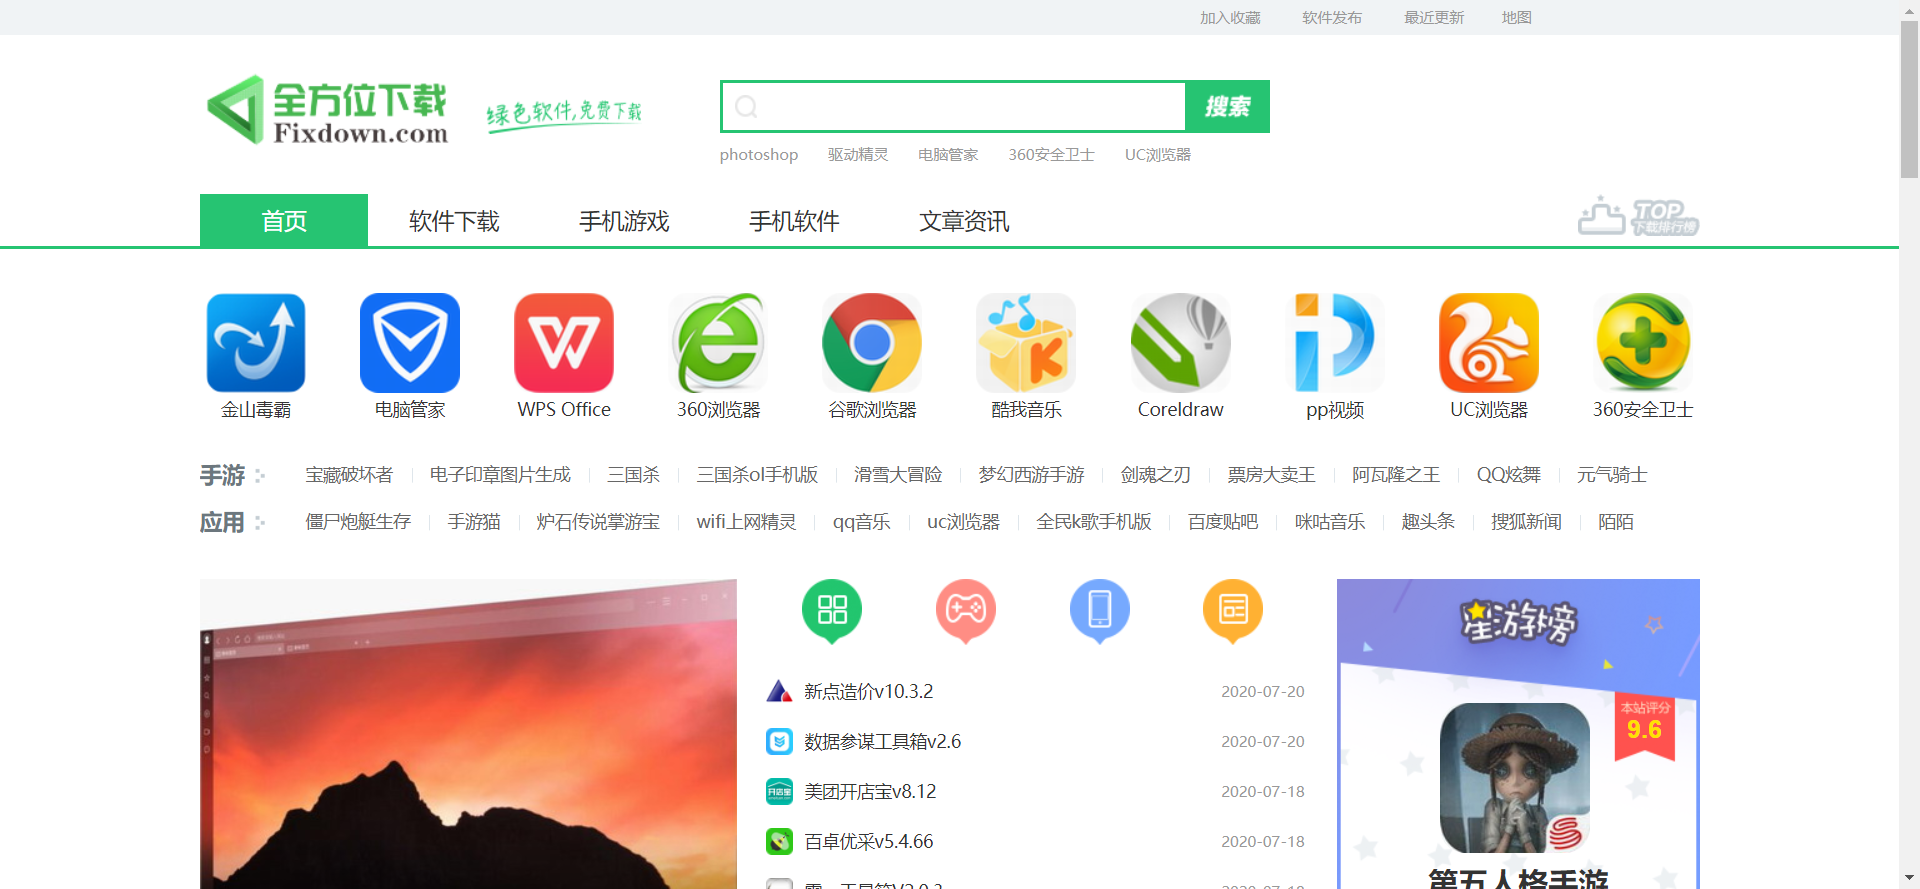 加入收藏 软件发布 最近更新 地图
全方位下载
Fixdown.com
绿色软件,免费下载
搜索
photoshop 驱动精灵 电脑管家 360安全卫士 UC浏览器
首页 软件下载 手机游戏 手机软件 文章资讯
TOP
下载排行榜
金山毒霸 电脑管家 WPS Office 360浏览器 谷歌浏览器 酷我音乐 Coreldraw pp视频 UC浏览器 360安全卫士
手游 宝藏破坏者 电子印章图片生成 三国杀 三国杀ol手机版 滑雪大冒险 梦幻西游手游 剑魂之刃 票房大卖王 阿瓦隆之王 QQ炫舞 元气骑士
应用 僵尸炮艇生存 手游猫 炉石传说掌游宝 wifi上网精灵 qq音乐 uc浏览器 全民k歌手机版 百度贴吧 咪咕音乐 趣头条 搜狐新闻 陌陌
星游榜
新点造价v10.3.2 2020-07-20
本站评分
9.6
数据参谋工具箱v2.6 2020-07-20
开店宝
美团开店宝v8.12 2020-07-18
百卓优采v5.4.66 2020-07-18
第五人格手游